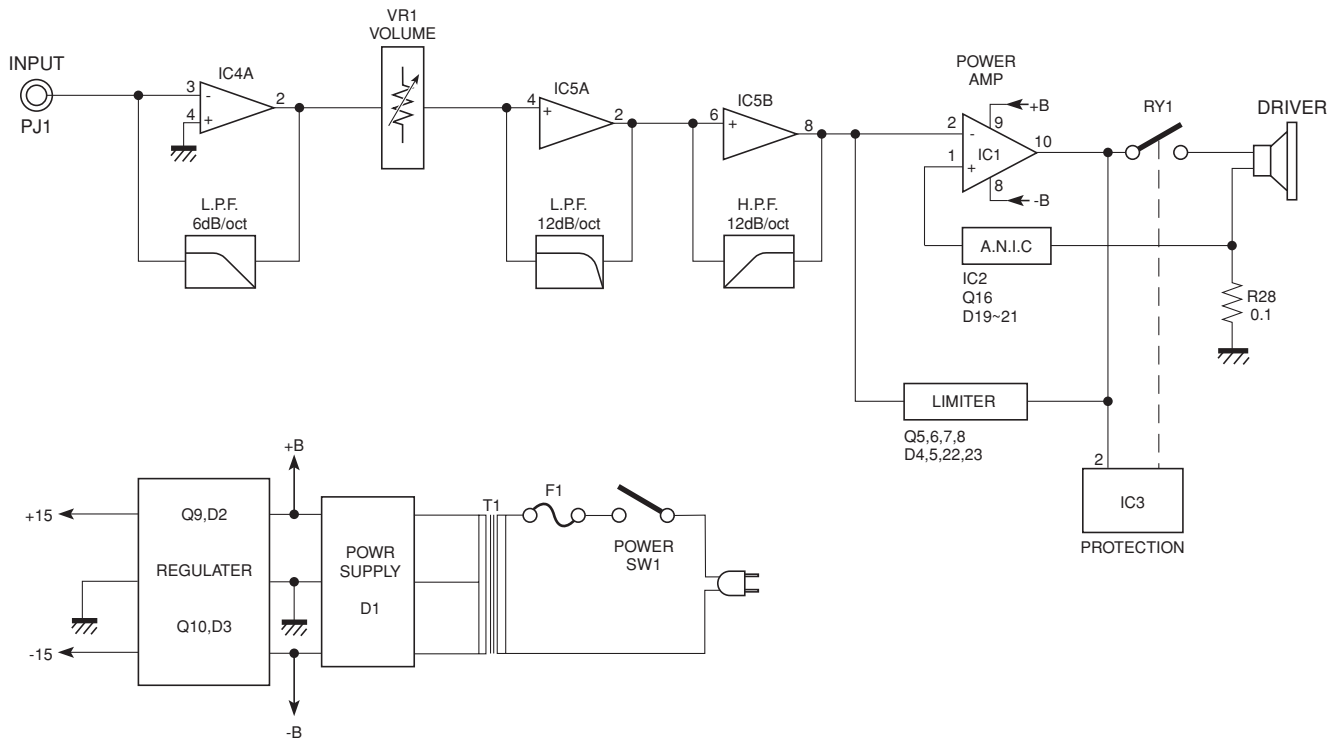 VR1
VOLUME
INPUT
PJ1
IC4A
3
-
4
+
2
L.P.F.
6dB/oct
IC5A
4
+
2
L.P.F.
12dB/oct
IC5B
6
+
8
H.P.F.
12dB/oct
POWER
AMP
+B
9
2
-
1
+
IC1
10
8
-B
RY1
DRIVER
A.N.I.C
IC2
Q16
D19~21
R28
0.1
LIMITER
Q5,6,7,8
D4,5,22,23
2
IC3
PROTECTION
+B
+15
Q9,D2
REGULATER
Q10,D3
-15
-B
POWR
SUPPLY
D1
T1
F1
POWER
SW1